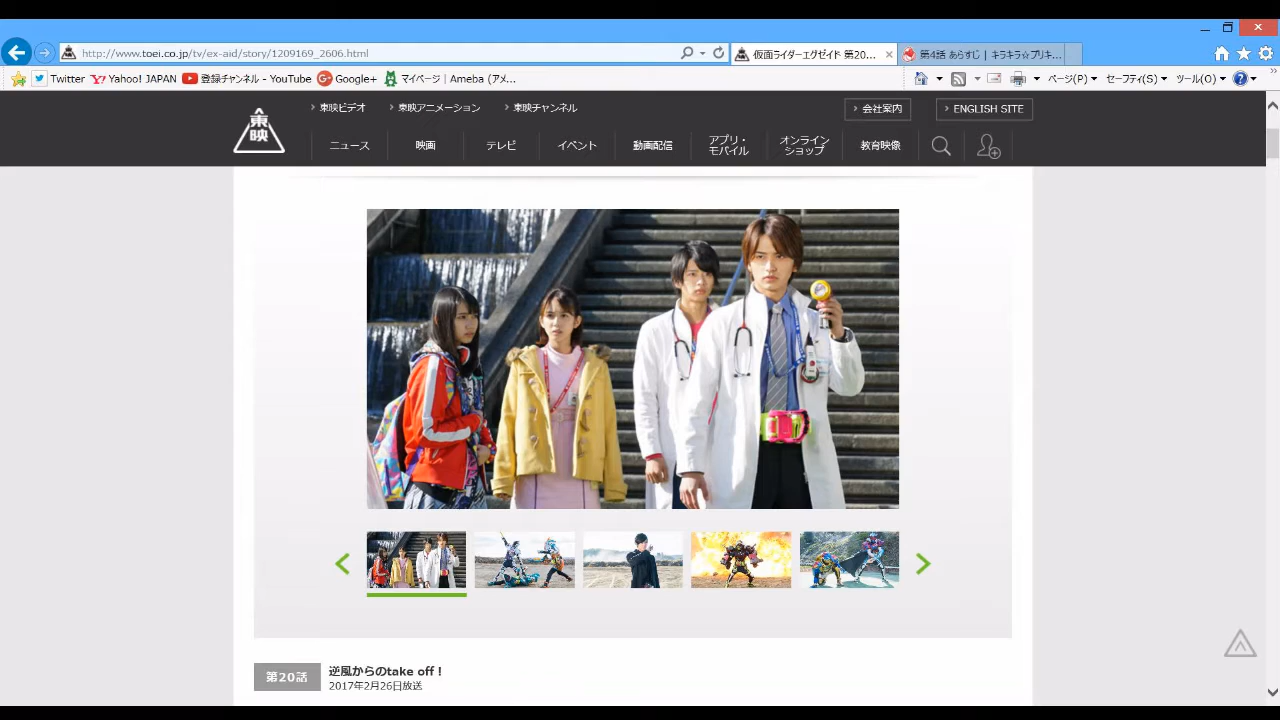 http://www.toei.co.jp/tv/ex-aid/story/1209169_2606.html
仮面ライダーエグゼイド 第20...
第4話 あらすじ | キラキラ☆プリキ...
Twitter
Yahoo! JAPAN
登録チャンネル - YouTube
Google+
マイページ | Ameba (アメ...
ページ(P)
セーフティ(S)
ツール(O)
東映
東映ビデオ
東映アニメーション
東映チャンネル
会社案内
ENGLISH SITE
ニュース
映画
テレビ
イベント
動画配信
アプリ・
モバイル
オンライン
ショップ
教育映像
第20話
逆風からのtake off！
2017年2月26日放送